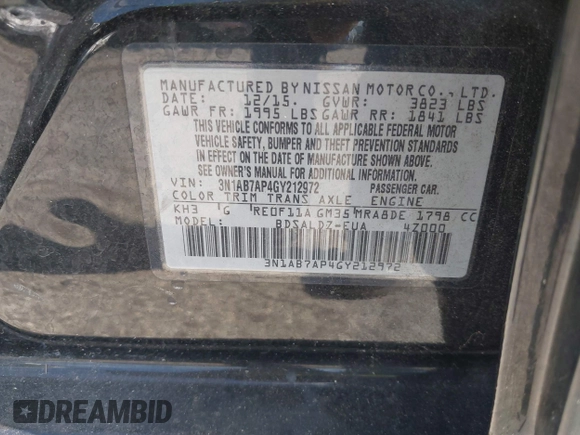 MANUFACTURED BY NISSAN MOTOR CO., LTD.
DATE: 12/15. GVWR: 3823 LBS
GAWR FR: 1995 LBS GAWR RR: 1841 LBS
THIS VEHICLE CONFORMS TO ALL APPLICABLE FEDERAL MOTOR
VEHICLE SAFETY, BUMPER AND THEFT PREVENTION STANDARDS
IN EFFECT ON THE DATE OF MANUFACTURE SHOWN ABOVE.
SEE OWNER'S MANUAL FOR ADDITIONAL INFORMATION.
VIN: 3N1AB7AP4GY212972 PASSENGER CAR.
COLOR TRIM TRANS AXLE ENGINE
KH3 G RE0F11A GM35 MRA8DE 1798 CC
MODEL: BDSALDZ-EUA 4Z000
3N1AB7AP4GY212972
DREAMBID